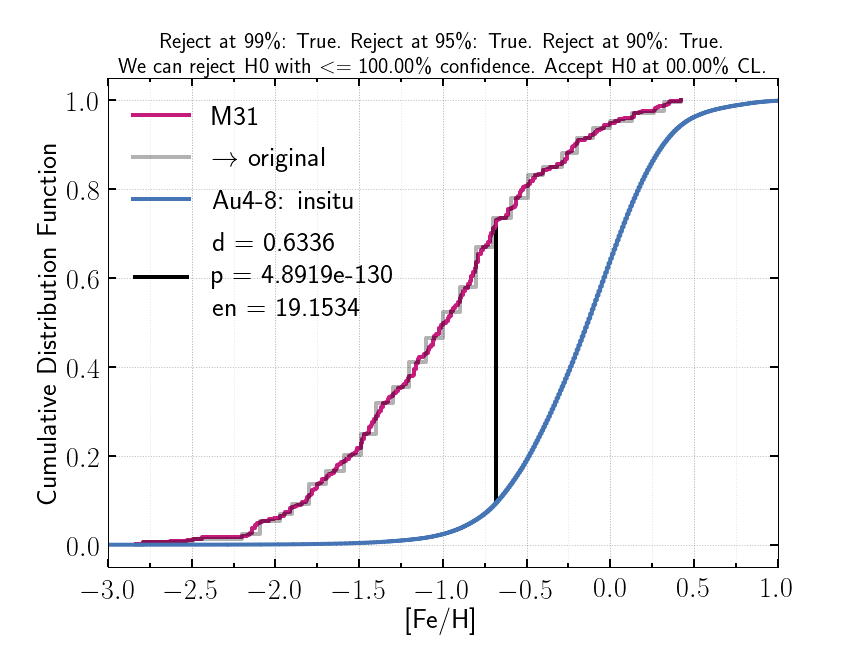 Reject at 99%: True. Reject at 95%: True. Reject at 90%: True.
We can reject H0 with <= 100.00% confidence. Accept H0 at 00.00% CL.
Cumulative Distribution Function
1.0
0.8
0.6
0.4
0.2
0.0
M31
→ original
Au4-8: insitu
d = 0.6336
p = 4.8919e-130
en = 19.1534
−3.0 −2.5 −2.0 −1.5 −1.0 −0.5 0.0 0.5 1.0
[Fe/H]